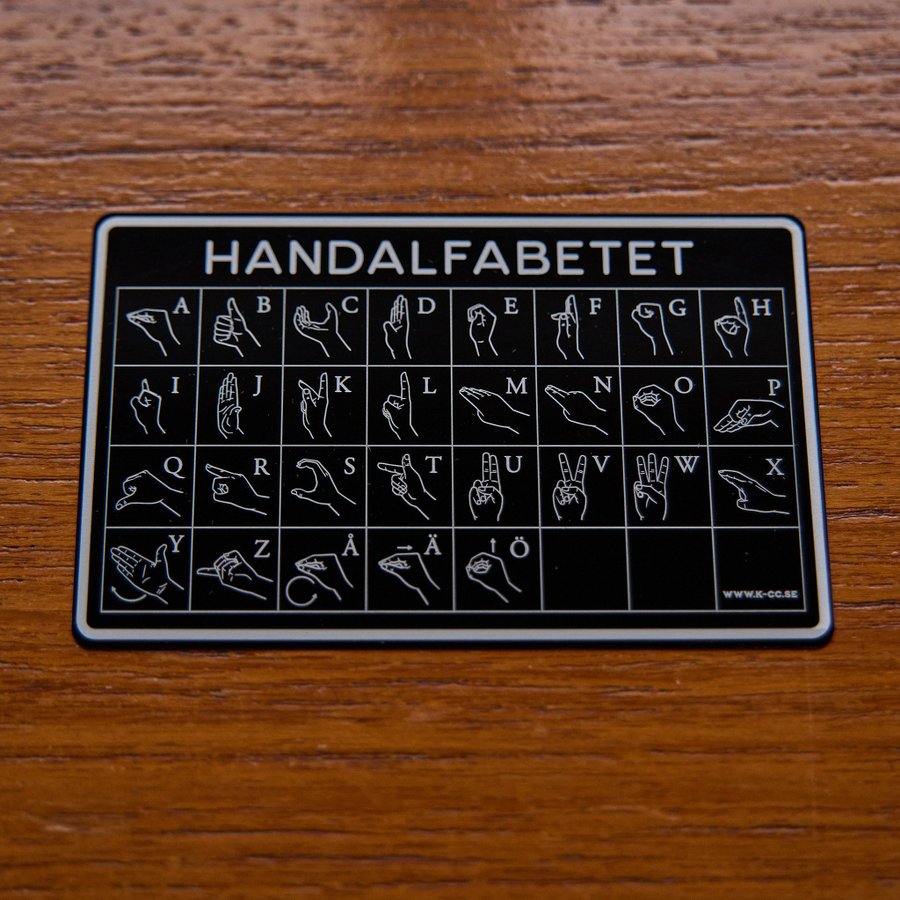 HANDALFABETET
A B C D E F G H
I J K L M N O P
Q R S T U V W X
Y Z Å Ä Ö
WWW.K-CC.SE